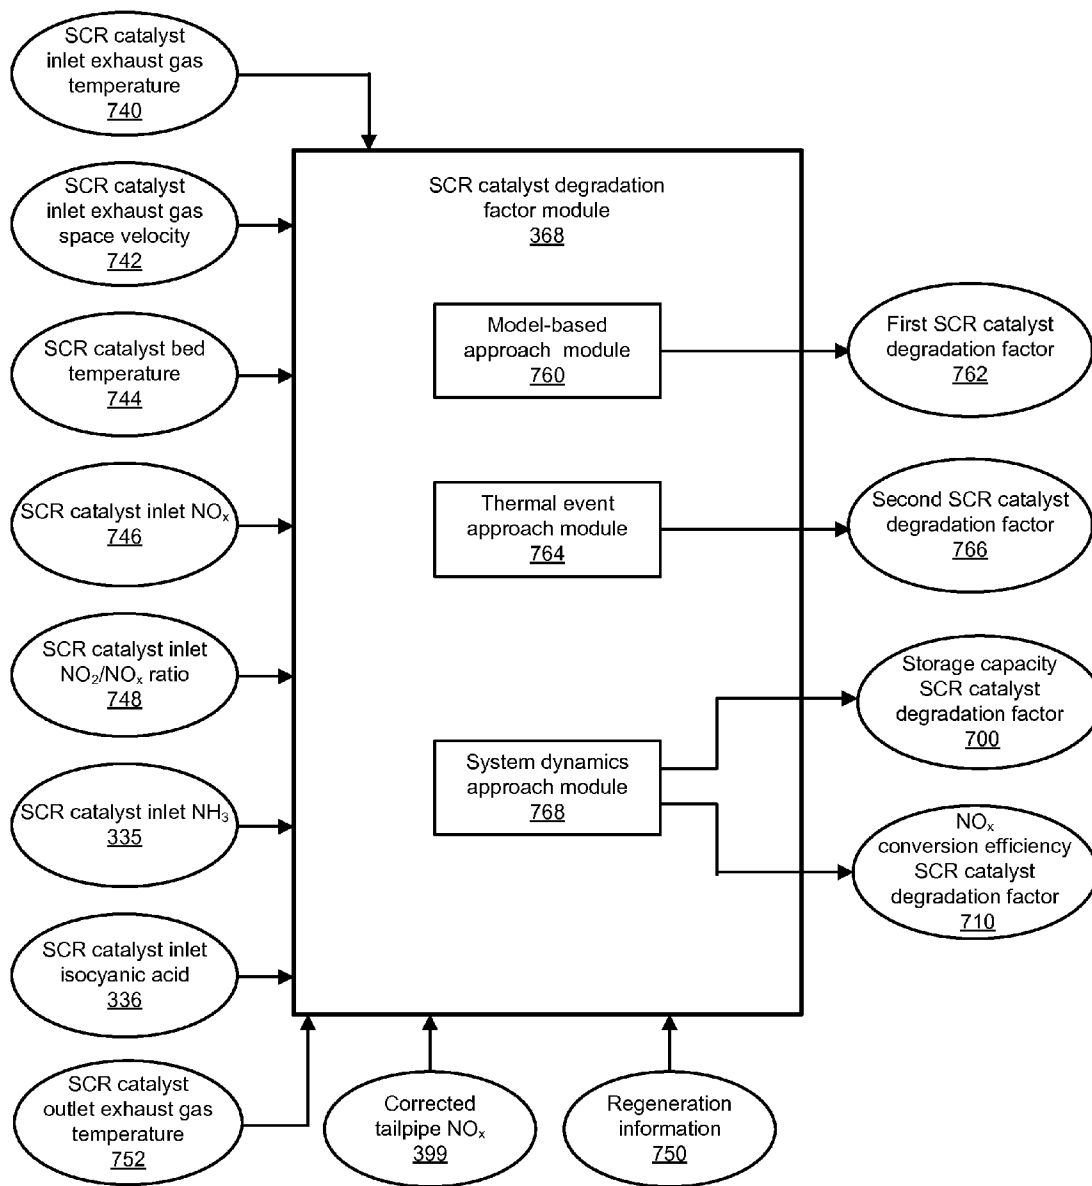 SCR catalyst
inlet exhaust gas
temperature
740
SCR catalyst
inlet exhaust gas
space velocity
742
SCR catalyst bed
temperature
744
SCR catalyst inlet NOₓ
746
SCR catalyst inlet
NO₂/NOₓ ratio
748
SCR catalyst inlet NH₃
335
SCR catalyst inlet
isocyanic acid
336
SCR catalyst
outlet exhaust gas
temperature
752
Corrected
tailpipe NOₓ
399
Regeneration
information
750
SCR catalyst degradation
factor module
368
Model-based
approach module
760
Thermal event
approach module
764
System dynamics
approach module
768
First SCR catalyst
degradation factor
762
Second SCR catalyst
degradation factor
766
Storage capacity
SCR catalyst
degradation factor
700
NOₓ
conversion efficiency
SCR catalyst
degradation factor
710